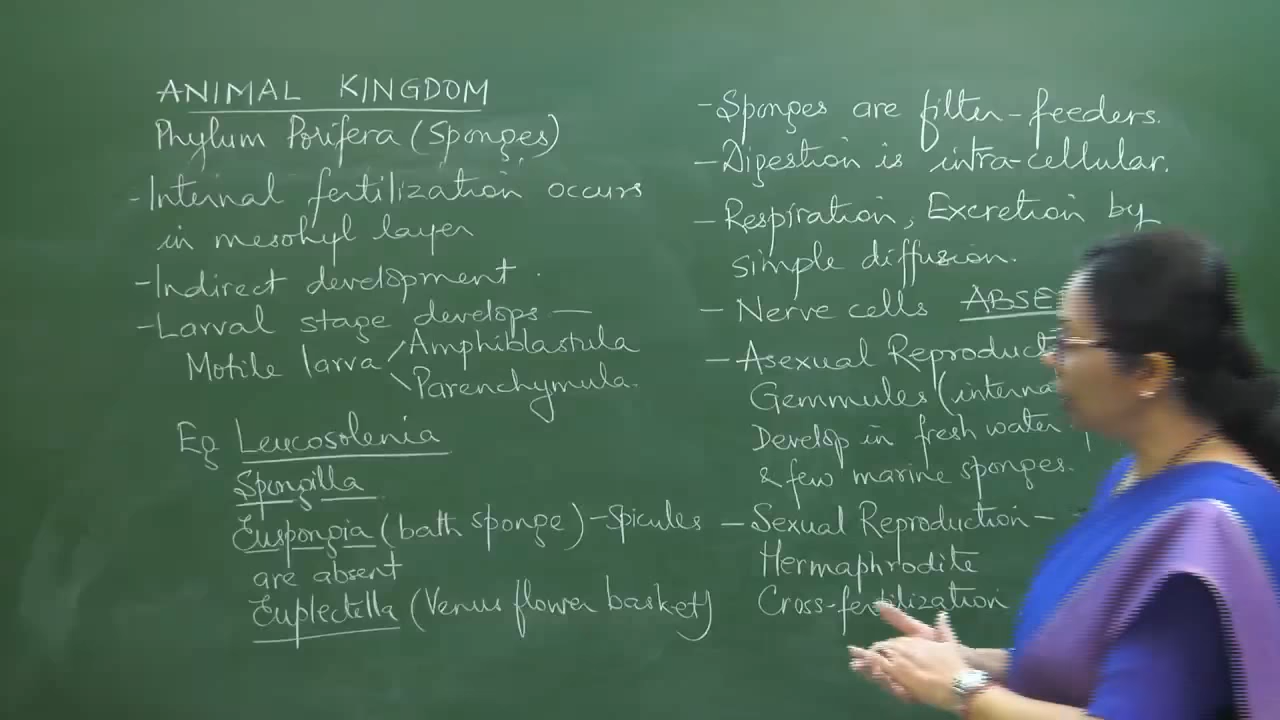 ANIMAL KINGDOM
Phylum Porifera (Sponges)
- Internal fertilization occurs
in mesohyl layer
- Indirect development.
- Larval stage develops —
Motile larva Amphiblastula
Parenchymula.
Eg Leucosolenia
Spongilla
Euspongia (bath sponge) - Spicules
are absent
Euplectella (Venus flower basket)
- Sponges are filter-feeders.
- Digestion is intra-cellular.
- Respiration, Excretion by
simple diffusion.
- Nerve cells
- Asexual
Gemmules
Develop in fresh water
& few marine sponges.
- Sexual Reproduction -
Hermaphrodite
Cross-fertilization